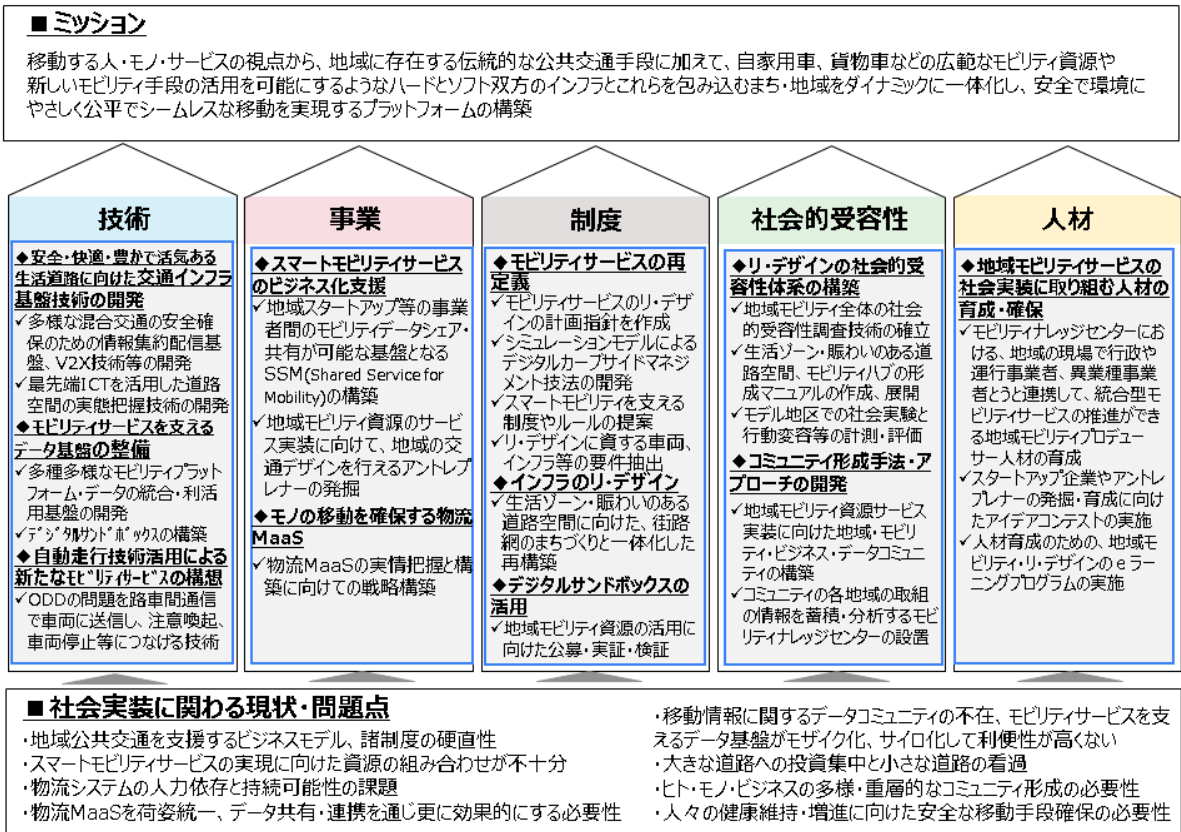 ■ミッション
移動する人・モノ・サービスの視点から、地域に存在する伝統的な公共交通手段に加えて、自家用車、貨物車などの広範なモビリティ資源や
新しいモビリティ手段の活用を可能にするようなハードとソフト双方のインフラとこれらを包み込むまち・地域をダイナミックに一体化し、安全で環境に
やさしく公平でシームレスな移動を実現するプラットフォームの構築
技術
◆安全・快適・豊かで活気ある
生活道路に向けた交通インフラ
基盤技術の開発
✓多様な混合交通の安全確
保のための情報集約配信基
盤、V2X技術等の開発
✓最先端ICTを活用した道路
空間の実態把握技術の開発
◆モビリティサービスを支える
データ基盤の整備
✓多種多様なモビリティプラット
フォーム・データの統合・利活
用基盤の開発
✓デジタルサンドボックスの構築
◆自動走行技術活用による
新たなモビリティサービスの構想
✓ODDの問題を路車間通信
で車両に送信し、注意喚起、
車両停止等につなげる技術
事業
◆スマートモビリティサービス
のビジネス化支援
✓地域スタートアップ等の事業
者間のモビリティデータシェア・
共有が可能な基盤となる
SSM(Shared Service for
Mobility)の構築
✓地域モビリティ資源のサービ
ス実装に向けて、地域の交
通デザインを行えるアントレプ
レナーの発掘
◆モノの移動を確保する物流
MaaS
✓物流MaaSの実情把握と構
築に向けての戦略構築
制度
◆モビリティサービスの再
定義
✓モビリティサービスのリ・デザ
インの計画指針を作成
✓シミュレーションモデルによる
デジタルカーブサイドマネジ
メント技法の開発
✓スマートモビリティを支える
制度やルールの提案
✓リ・デザインに資する車両、
インフラ等の要件抽出
◆インフラのリ・デザイン
✓生活ゾーン・賑わいのある
道路空間に向けた、街路
網のまちづくりと一体化した
再構築
◆デジタルサンドボックスの
活用
✓地域モビリティ資源の活用に
向けた公募・実証・検証
社会的受容性
◆リ・デザインの社会的受
容性体系の構築
✓地域モビリティ全体の社会
的受容性調査技術の確立
✓生活ゾーン・賑わいのある道
路空間、モビリティハブの形
成マニュアルの作成、展開
✓モデル地区での社会実験と
行動変容等の計測・評価
◆コミュニティ形成手法・ア
プローチの開発
✓地域モビリティ資源サービス
実装に向けた地域・モビリ
ティ・ビジネス・データコミュニ
ティの構築
✓コミュニティの各地域の取組
の情報を蓄積・分析するモビ
リティナレッジセンターの設置
人材
◆地域モビリティサービスの
社会実装に取り組む人材の
育成・確保
✓モビリティナレッジセンターにお
ける、地域の現場で行政や
運行事業者、異業種事業
者とうと連携して、統合型モ
ビリティサービスの推進ができ
る地域モビリティプロデュー
サー人材の育成
✓スタートアップ企業やアントレ
プレナーの発掘・育成に向け
たアイデアコンテストの実施
✓人材育成のための、地域モ
ビリティ・リ・デザインのeラー
ニングプログラムの実施
■社会実装に関わる現状・問題点
・地域公共交通を支援するビジネスモデル、諸制度の硬直性
・スマートモビリティサービスの実現に向けた資源の組み合わせが不十分
・物流システムの人力依存と持続可能性の課題
・物流MaaSを荷姿統一、データ共有・連携を通じ更に効果的にする必要性
・移動情報に関するデータコミュニティの不在、モビリティサービスを支
えるデータ基盤がモザイク化、サイロ化して利便性が高くない
・大きな道路への投資集中と小さな道路の看過
・ヒト・モノ・ビジネスの多様・重層的なコミュニティ形成の必要性
・人々の健康維持・増進に向けた安全な移動手段確保の必要性